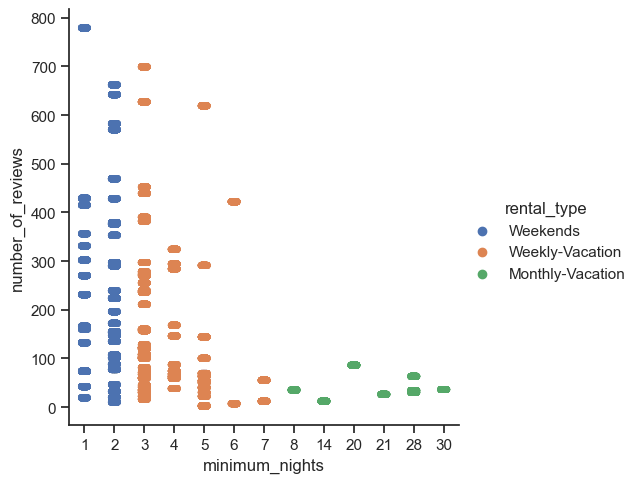 800
700
600
500
400
300
200
100
0
number_of_reviews
1 2 3 4 5 6 7 8 14 20 21 28 30
minimum_nights
rental_type
Weekends
Weekly-Vacation
Monthly-Vacation